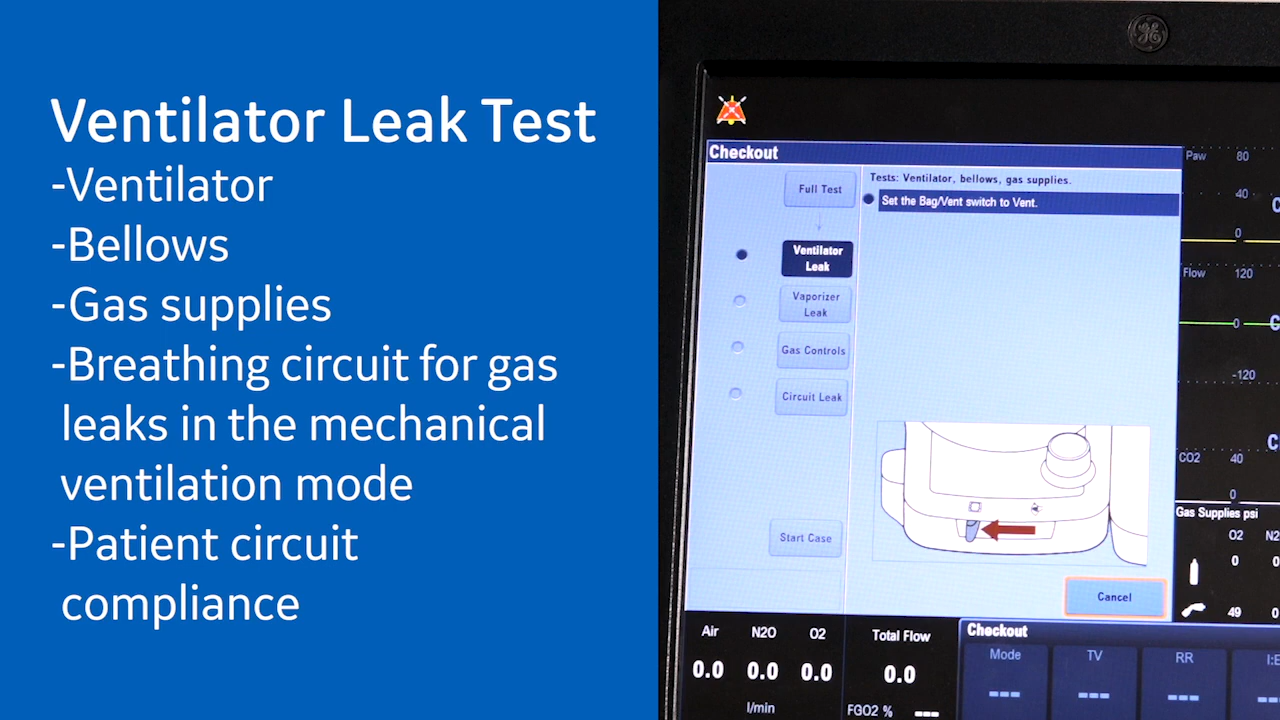 Ventilator Leak Test
-Ventilator
-Bellows
-Gas supplies
-Breathing circuit for gas
leaks in the mechanical
ventilation mode
-Patient circuit
compliance
GE
Checkout
Full Test
Ventilator
Leak
Vaporizer
Leak
Gas Controls
Circuit Leak
Start Case
Tests: Ventilator, bellows, gas supplies.
Set the Bag/Vent switch to Vent.
Cancel
Paw 80
40
0
Flow 120
0
-120
CO2 40
0
Gas Supplies psi
O2 N2
0 0
49 0
Air N2O O2
0.0 0.0 0.0
l/min
Total Flow
0.0
FGO2 % ---
Checkout
Mode TV RR I:E
--- --- ---